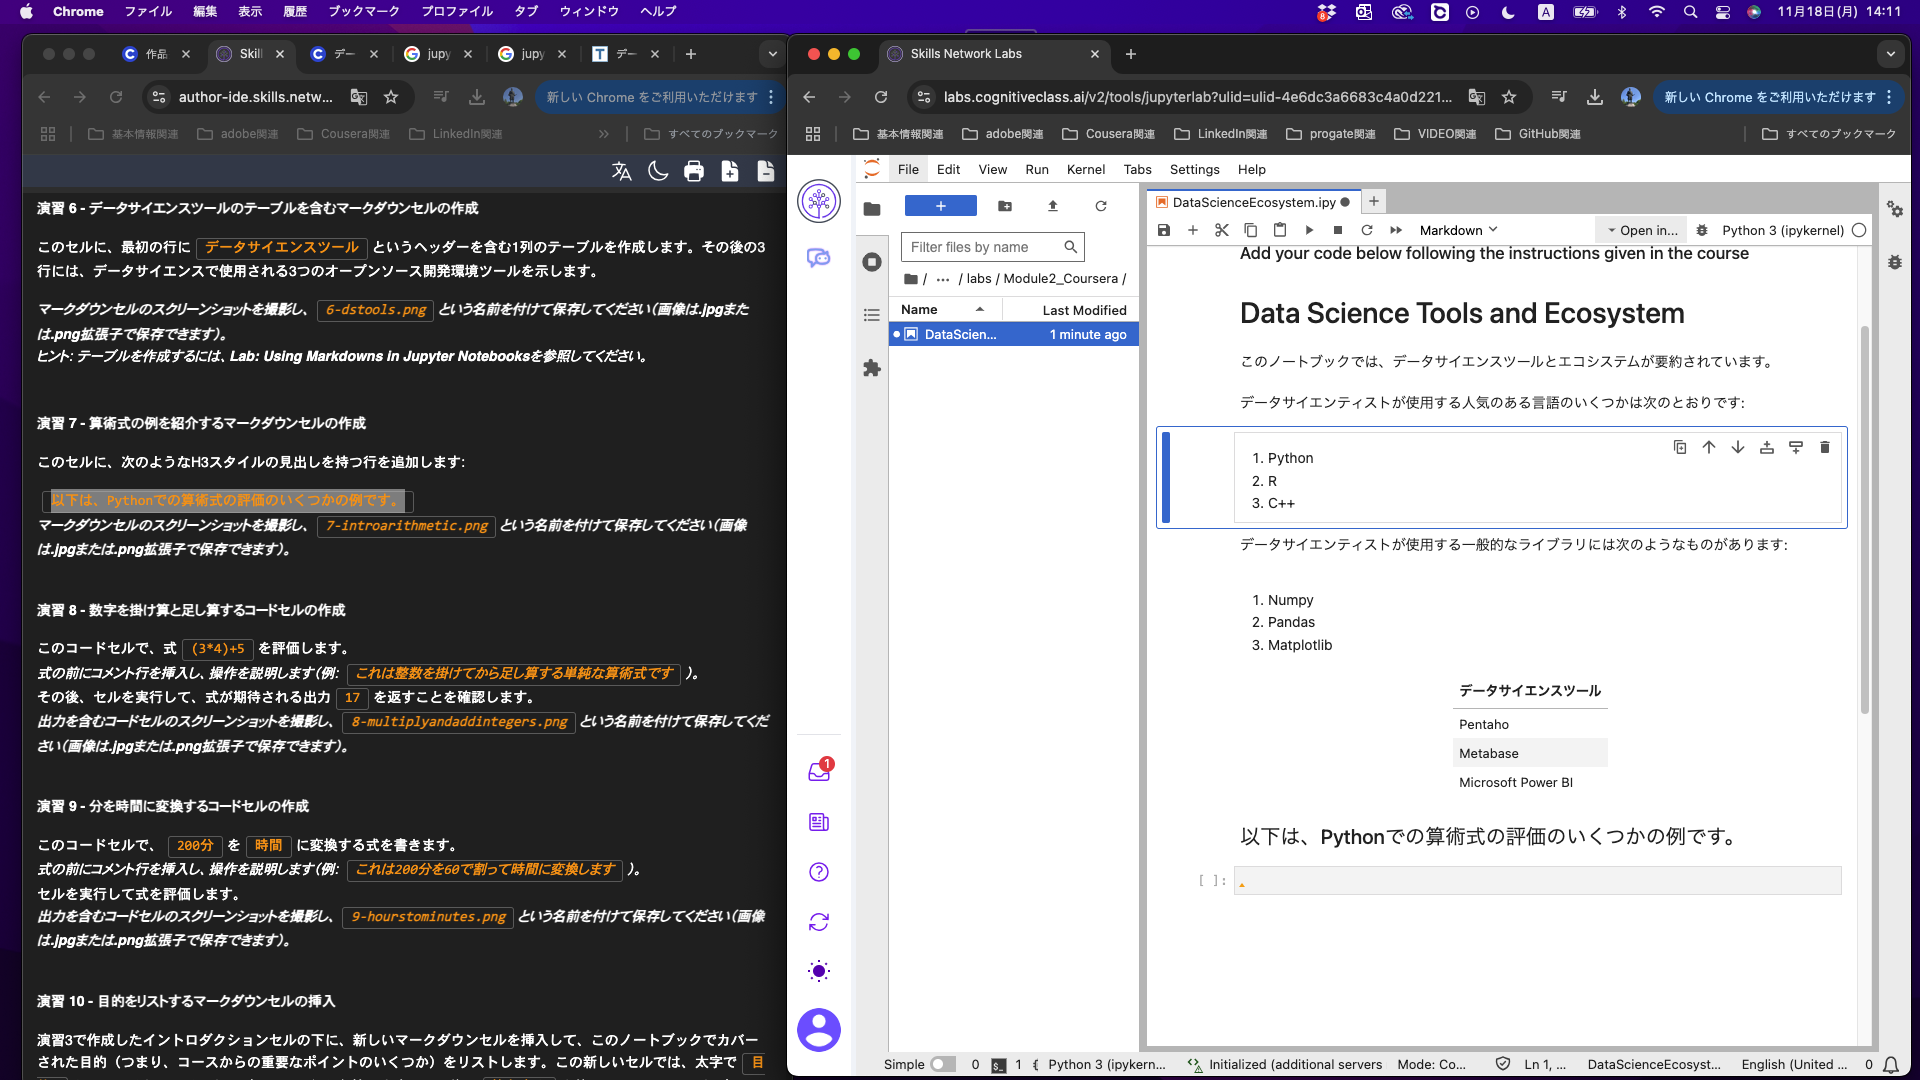 Chrome ファイル 編集 表示 履歴 ブックマーク プロファイル タブ ウィンドウ ヘルプ
8 A 11月18日(月) 14:11
作品 Skill デー jupy jupy デー
author-ide.skills.netw... 新しい Chrome をご利用いただけます
基本情報関連 adobe関連 Cousera関連 LinkedIn関連 » すべてのブックマーク
演習 6 - データサイエンスツールのテーブルを含むマークダウンセルの作成
このセルに、最初の行に データサイエンスツール というヘッダーを含む1列のテーブルを作成します。その後の3
行には、データサイエンスで使用される3つのオープンソース開発環境ツールを示します。
マークダウンセルのスクリーンショットを撮影し、 6-dstools.png という名前を付けて保存してください（画像は.jpgまた
は.png拡張子で保存できます）。
ヒント: テーブルを作成するには、Lab: Using Markdowns in Jupyter Notebooksを参照してください。
演習 7 - 算術式の例を紹介するマークダウンセルの作成
このセルに、次のようなH3スタイルの見出しを持つ行を追加します:
以下は、Pythonでの算術式の評価のいくつかの例です。
マークダウンセルのスクリーンショットを撮影し、 7-introarithmetic.png という名前を付けて保存してください（画像
は.jpgまたは.png拡張子で保存できます）。
演習 8 - 数字を掛け算と足し算するコードセルの作成
このコードセルで、式 (3*4)+5 を評価します。
式の前にコメント行を挿入し、操作を説明します（例: これは整数を掛けてから足し算する単純な算術式です ）。
その後、セルを実行して、式が期待される出力 17 を返すことを確認します。
出力を含むコードセルのスクリーンショットを撮影し、 8-multiplyandaddintegers.png という名前を付けて保存してくだ
さい（画像は.jpgまたは.png拡張子で保存できます）。
演習 9 - 分を時間に変換するコードセルの作成
このコードセルで、 200分 を 時間 に変換する式を書きます。
式の前にコメント行を挿入し、操作を説明します（例: これは200分を60で割って時間に変換します ）。
セルを実行して式を評価します。
出力を含むコードセルのスクリーンショットを撮影し、 9-hourstominutes.png という名前を付けて保存してください（画像
は.jpgまたは.png拡張子で保存できます）。
演習 10 - 目的をリストするマークダウンセルの挿入
演習3で作成したイントロダクションセルの下に、新しいマークダウンセルを挿入して、このノートブックでカバー
された目的（つまり、コースからの重要なポイントのいくつか）をリストします。この新しいセルでは、太字で 目
Skills Network Labs
labs.cognitiveclass.ai/v2/tools/jupyterlab?ulid=ulid-4e6dc3a6683c4a0d221... 新しい Chrome をご利用いただけます
基本情報関連 adobe関連 Cousera関連 LinkedIn関連 progate関連 VIDEO関連 GitHub関連 すべてのブックマーク
File Edit View Run Kernel Tabs Settings Help
Filter files by name
/ ... / labs / Module2_Coursera /
Name Last Modified
DataScien... 1 minute ago
1
DataScienceEcosystem.ipy
Markdown Open in... Python 3 (ipykernel)
Add your code below following the instructions given in the course
Data Science Tools and Ecosystem
このノートブックでは、データサイエンスツールとエコシステムが要約されています。
データサイエンティストが使用する人気のある言語のいくつかは次のとおりです:
1. Python
2. R
3. C++
データサイエンティストが使用する一般的なライブラリには次のようなものがあります:
1. Numpy
2. Pandas
3. Matplotlib
データサイエンスツール
Pentaho
Metabase
Microsoft Power BI
以下は、Pythonでの算術式の評価のいくつかの例です。
[ ]:
Simple 0 1 Python 3 (ipykern... Initialized (additional servers Mode: Co... Ln 1, ... DataScienceEcosyst... English (United ... 0